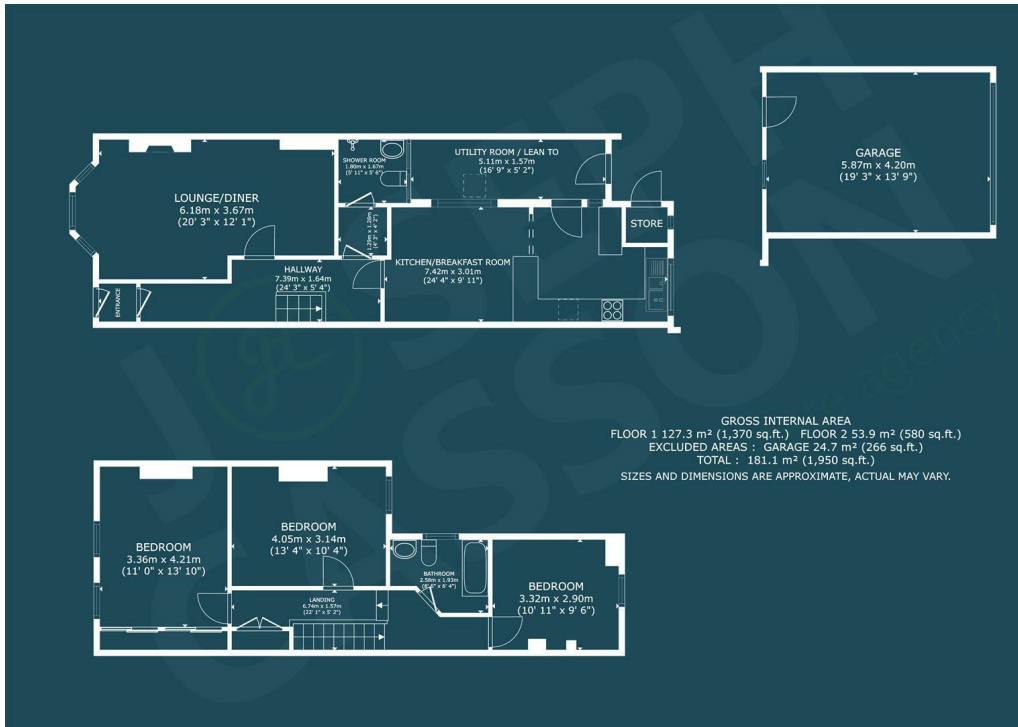 GARAGE
5.87m x 4.20m
(19' 3" x 13' 9")
SHOWER ROOM
1.80m x 1.67m
(5' 11" x 5' 6")
UTILITY ROOM / LEAN TO
5.11m x 1.57m
(16' 9" x 5' 2")
LOUNGE/DINER
6.18m x 3.67m
(20' 3" x 12' 1")
STORE
KITCHEN/BREAKFAST ROOM
7.42m x 3.01m
(24' 4" x 9' 11")
HALLWAY
7.39m x 1.64m
(24' 3" x 5' 4")
ENTRANCE
GROSS INTERNAL AREA
FLOOR 1 127.3 m² (1,370 sq.ft.) FLOOR 2 53.9 m² (580 sq.ft.)
EXCLUDED AREAS : GARAGE 24.7 m² (266 sq.ft.)
TOTAL : 181.1 m² (1,950 sq.ft.)
SIZES AND DIMENSIONS ARE APPROXIMATE, ACTUAL MAY VARY.
BEDROOM
3.36m x 4.21m
(11' 0" x 13' 10")
BEDROOM
4.05m x 3.14m
(13' 4" x 10' 4")
BATHROOM
2.58m x 1.93m
BEDROOM
3.32m x 2.90m
(10' 11" x 9' 6")
LANDING
6.74m x 1.57m
(22' 1" x 5' 2")
JOSEPH
CASSON